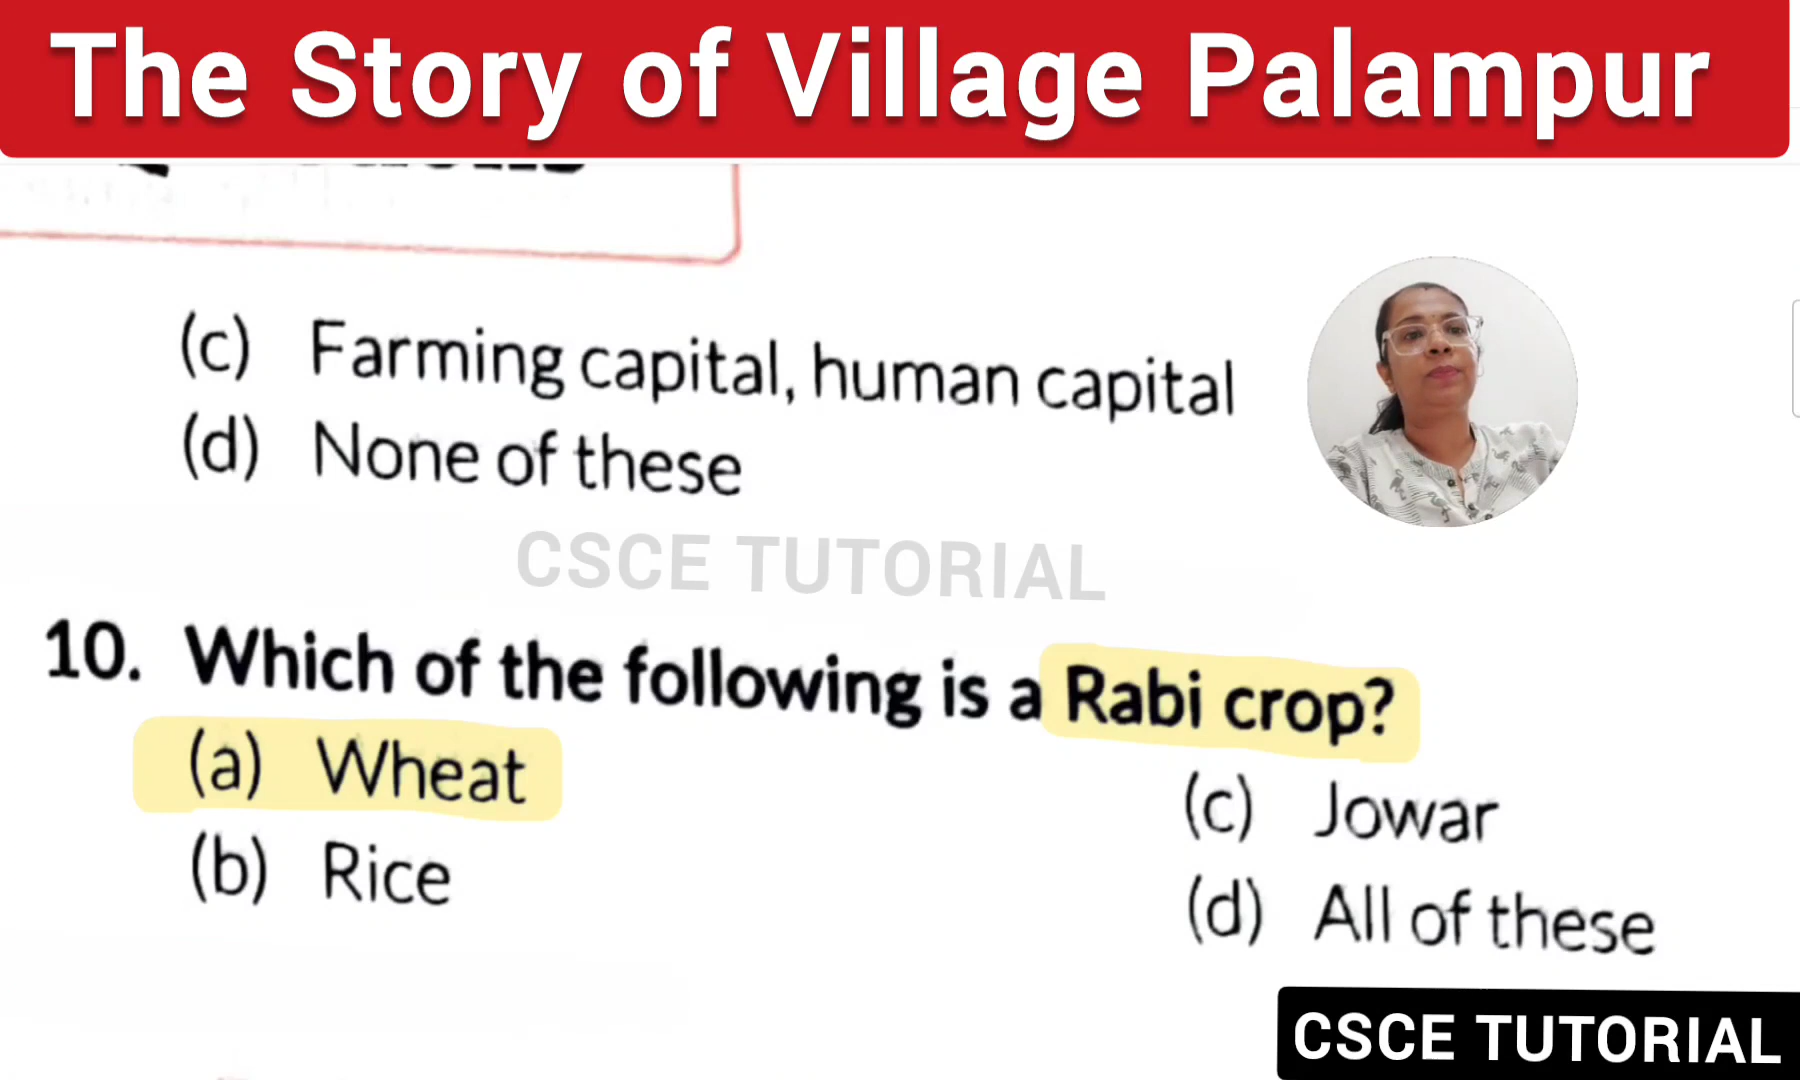 The Story of Village Palampur
(c) Farming capital, human capital
(d) None of these
CSCE TUTORIAL
10. Which of the following is a Rabi crop?
(a) Wheat
(c) Jowar
(b) Rice
(d) All of these
CSCE TUTORIAL